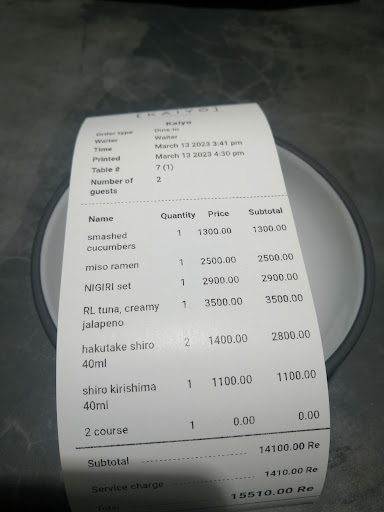 [ KAIYO ]
Kaiyo
Order type Dine-in
Waiter Waiter
Time March 13 2023 3:41 pm
Printed March 13 2023 4:30 pm
Table # 7 (1)
Number of guests 2
Name Quantity Price Subtotal
smashed cucumbers 1 1300.00 1300.00
miso ramen 1 2500.00 2500.00
NIGIRI set 1 2900.00 2900.00
RL tuna, creamy jalapeno 1 3500.00 3500.00
hakutake shiro 40ml 2 1400.00 2800.00
shiro kirishima 40ml 1 1100.00 1100.00
2 course 1 0.00 0.00
Subtotal 14100.00 Re
Service charge 1410.00 Re
Total 15510.00 Re